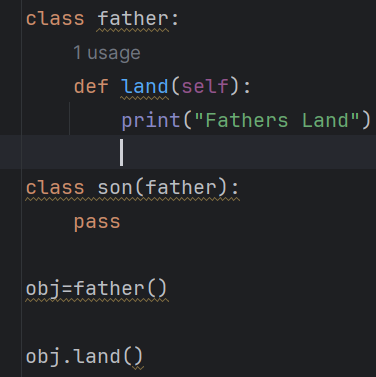 class father:
1 usage
def land(self):
print("Fathers Land")
class son(father):
pass
obj=father()
obj.land()